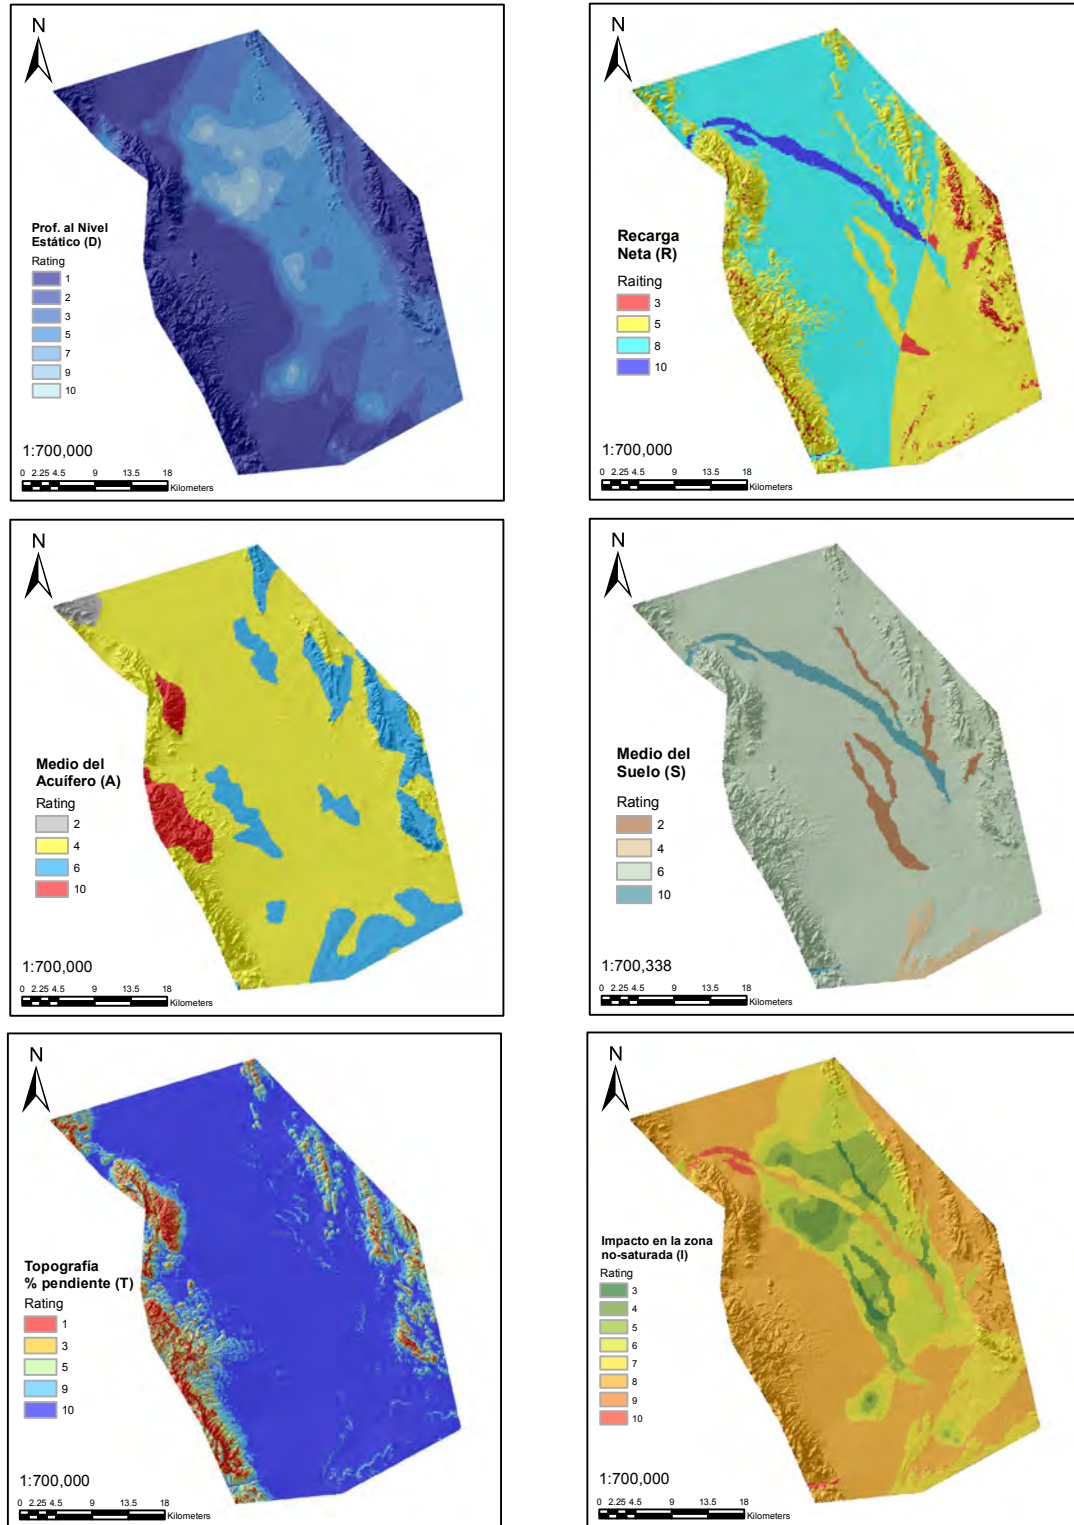 N
Prof. al Nivel
Estático (D)
Rating
1
2
3
5
7
9
10
1:700,000
0 2.25 4.5 9 13.5 18
Kilometers
N
Recarga
Neta (R)
Raiting
3
5
8
10
1:700,000
0 2.25 4.5 9 13.5 18
Kilometers
N
Medio del
Acuífero (A)
Rating
2
4
6
10
1:700,000
0 2.25 4.5 9 13.5 18
Kilometers
N
Medio del
Suelo (S)
Rating
2
4
6
10
1:700,338
0 2.25 4.5 9 13.5 18
Kilometers
N
Topografía
% pendiente (T)
Rating
1
3
5
9
10
1:700,000
0 2.25 4.5 9 13.5 18
Kilometers
N
Impacto en la zona
no-saturada (I)
Rating
3
4
5
6
7
8
9
10
1:700,000
0 2.25 4.5 9 13.5 18
Kilometers